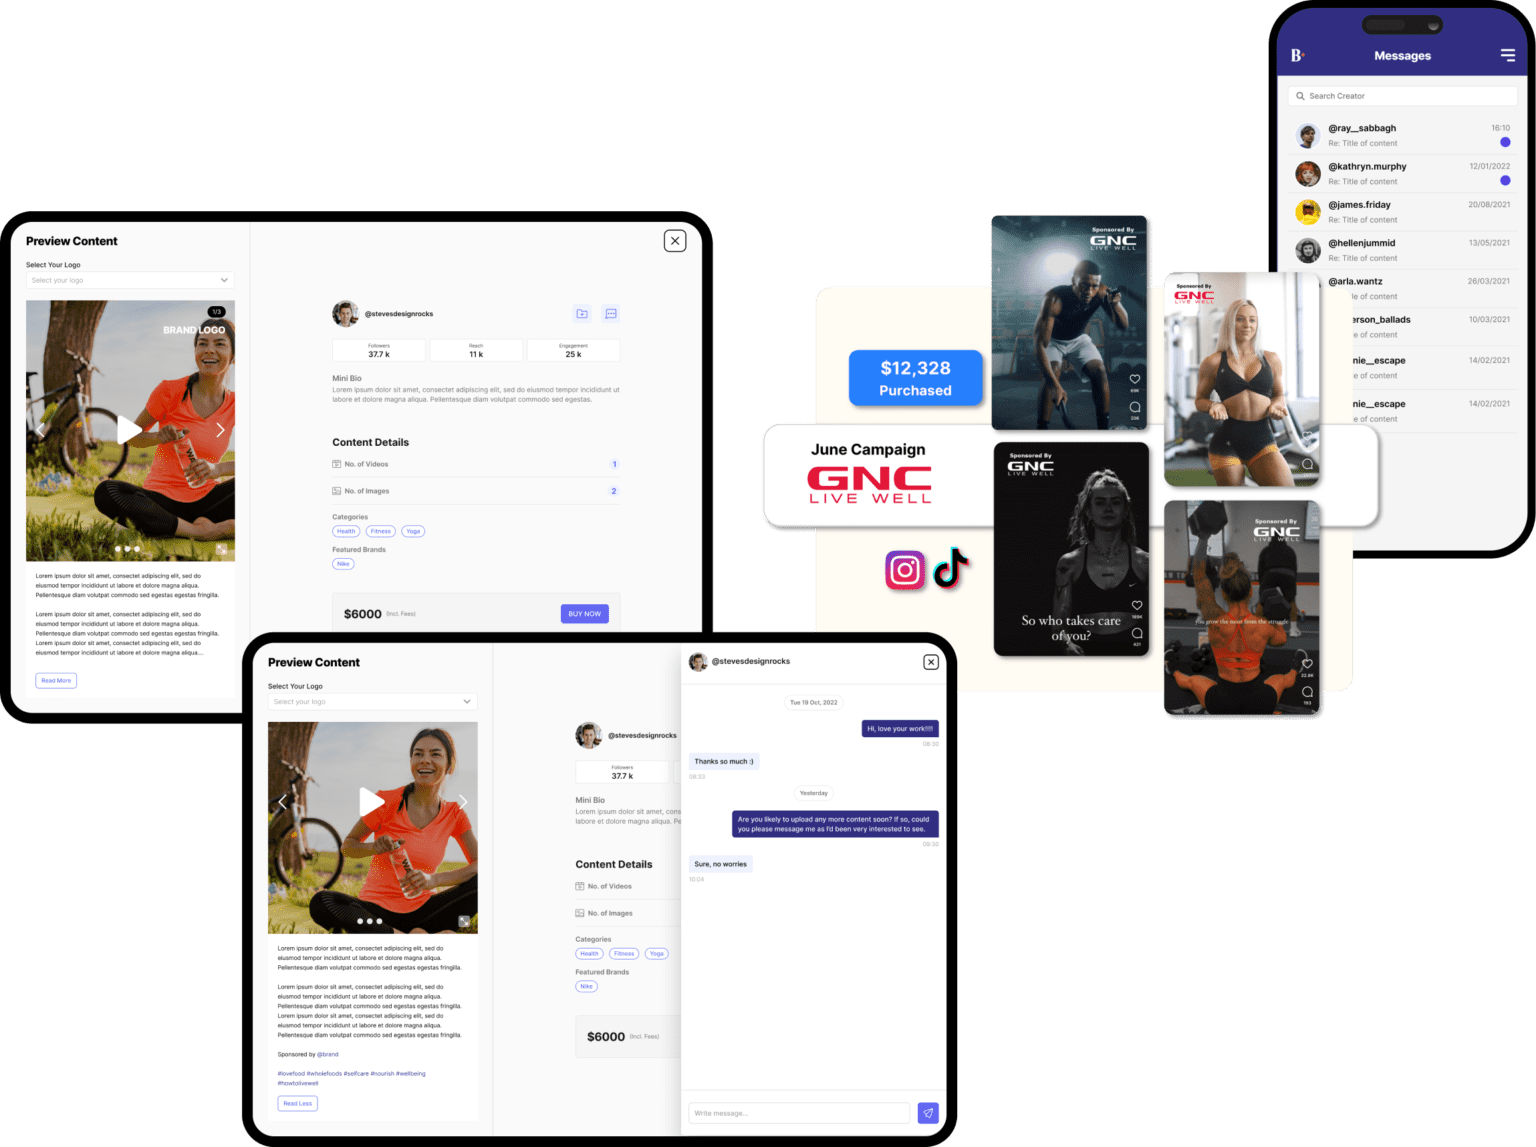 Preview Content
Select Your Logo
Select your logo
1/3
BRAND LOGO
Lorem ipsum dolor sit amet, consectet adipiscing elit, sed do
eiusmod tempor incididunt ut labore et dolore magna aliqua.
Pellentesque diam volutpat commodo sed egestas egestas fringilla.
Lorem ipsum dolor sit amet, consectet adipiscing elit, sed do
eiusmod tempor incididunt ut labore et dolore magna aliqua.
Pellentesque diam volutpat commodo sed egestas egestas fringilla.
Lorem ipsum dolor sit amet, consectet adipiscing elit, sed do
eiusmod tempor incididunt ut labore et dolore magna aliqua.
Pellentesque diam volutpat commodo sed...
Read More
@stevesdesignrocks
Followers
37.7 k
Reach
11 k
Engagement
25 k
Mini Bio
Lorem ipsum dolor sit amet, consectet adipiscing elit, sed do eiusmod tempor incididunt ut
labore et dolore magna aliqua. Pellentesque diam volutpat commodo sed egestas.
Content Details
No. of Videos
1
No. of Images
2
Categories
Health
Fitness
Yoga
Featured Brands
Nike
$6000
(Incl. Fees)
BUY NOW
Preview Content
Select Your Logo
Select your logo
Lorem ipsum dolor sit amet, consectet adipiscing elit, sed do
eiusmod tempor incididunt ut labore et dolore magna aliqua.
Pellentesque diam volutpat commodo sed egestas egestas fringilla.
Lorem ipsum dolor sit amet, consectet adipiscing elit, sed do
eiusmod tempor incididunt ut labore et dolore magna aliqua.
Pellentesque diam volutpat commodo sed egestas egestas fringilla.
Lorem ipsum dolor sit amet, consectet adipiscing elit, sed do
eiusmod tempor incididunt ut labore et dolore magna aliqua.
Pellentesque diam volutpat commodo sed egestas egestas fringilla.
Sponsored by @brand
#lovefood #wholefoods #selfcare #nourish #wellbeing
#howtolivewell
Read Less
@stevesdesignrocks
Followers
37.7 k
Mini Bio
Lorem ipsum dolor sit amet, cons
labore et dolore magna aliqua. Pe
Content Details
No. of Videos
No. of Images
Categories
Health
Fitness
Yoga
Featured Brands
Nike
$6000
(Incl. Fees)
@stevesdesignrocks
Tue 19 Oct, 2022
Hi, love your work!!!!
08:30
Thanks so much :)
08:33
Yesterday
Are you likely to upload any more content soon? If so, could
you please message me as I'd been very interested to see.
09:30
Sure, no worries
10:04
Write message...
$12,328
Purchased
June Campaign
GNC
LIVE WELL
Sponsored By
GNC
LIVE WELL
Sponsored By
GNC
LIVE WELL
Sponsored By
GNC
LIVE WELL
So who takes care
of you?
Sponsored By
GNC
LIVE WELL
you grow the most from the struggle
22.8K
193
B
Messages
Search Creator
@ray__sabbagh
16:10
Re: Title of content
@kathryn.murphy
12/01/2022
Re: Title of content
@james.friday
20/08/2021
Re: Title of content
@hellenjummid
13/05/2021
Re: Title of content
@arla.wantz
26/03/2021
le of content
erson_ballads
10/03/2021
e of content
nie__escape
14/02/2021
e of content
nie__escape
14/02/2021
e of content